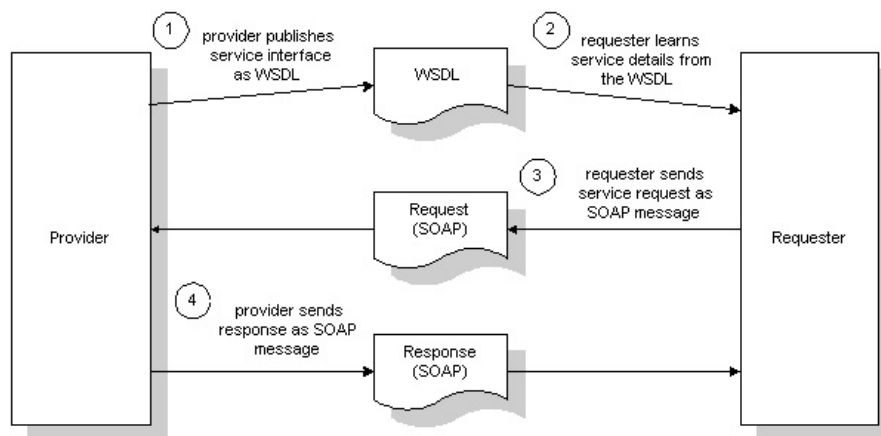 1
provider publishes
service interface
as WSDL
WSDL
2
requester learns
service details from
the WSDL
3
requester sends
service request as
SOAP message
Request
(SOAP)
Provider
Requester
4
provider sends
response as SOAP
message
Response
(SOAP)